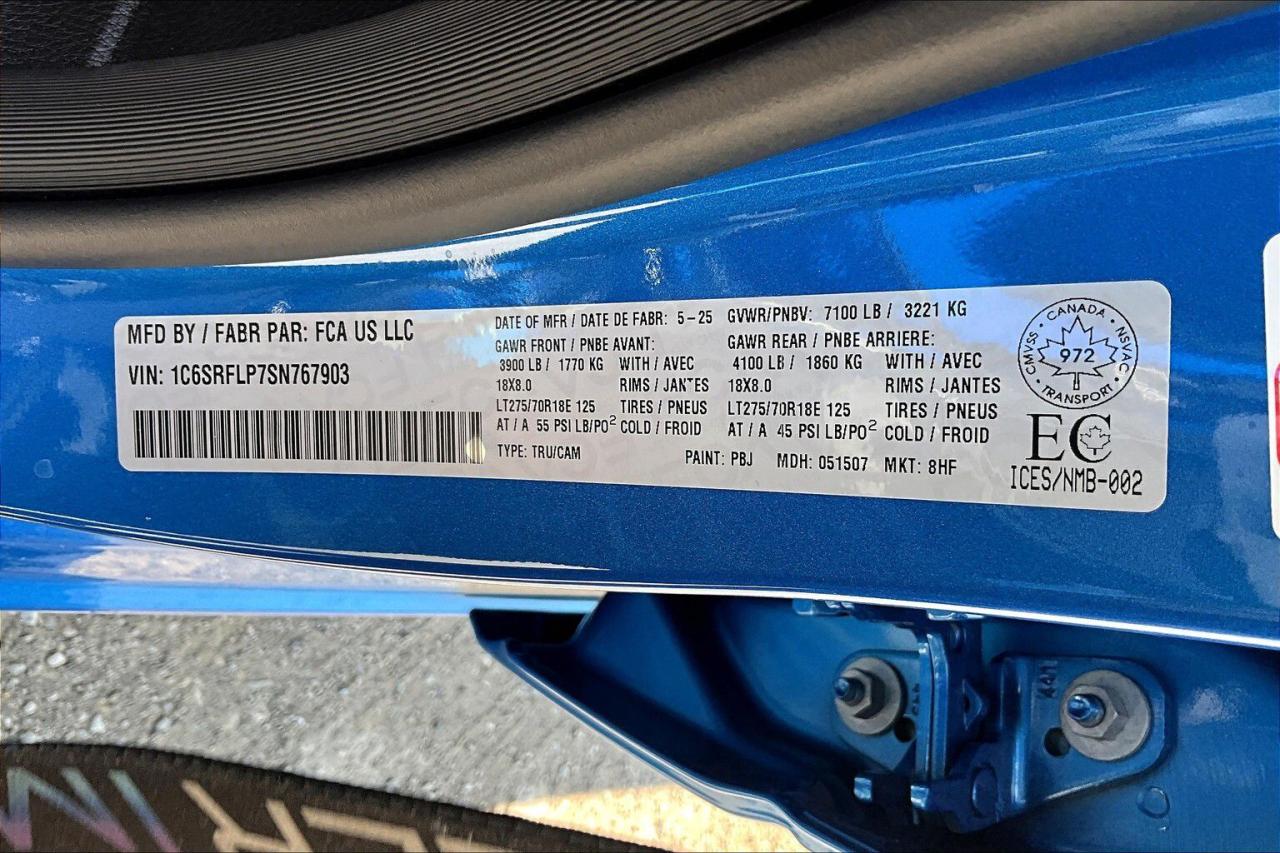 MFD BY / FABR PAR: FCA US LLC
VIN: 1C6SRFLP7SN767903
DATE OF MFR / DATE DE FABR: 5-25 GVWR/PNBV: 7100 LB / 3221 KG
GAWR FRONT / PNBE AVANT: GAWR REAR / PNBE ARRIERE:
3900 LB / 1770 KG WITH / AVEC 4100 LB / 1860 KG WITH / AVEC
18X8.0 RIMS / JANTES 18X8.0 RIMS / JANTES
LT275/70R18E 125 TIRES / PNEUS LT275/70R18E 125 TIRES / PNEUS
AT / A 55 PSI LB/PO² COLD / FROID AT / A 45 PSI LB/PO² COLD / FROID
TYPE: TRU/CAM PAINT: PBJ MDH: 051507 MKT: 8HF
CANADA
CMVSS · NSVAC
972
TRANSPORT
EC
ICES/NMB-002